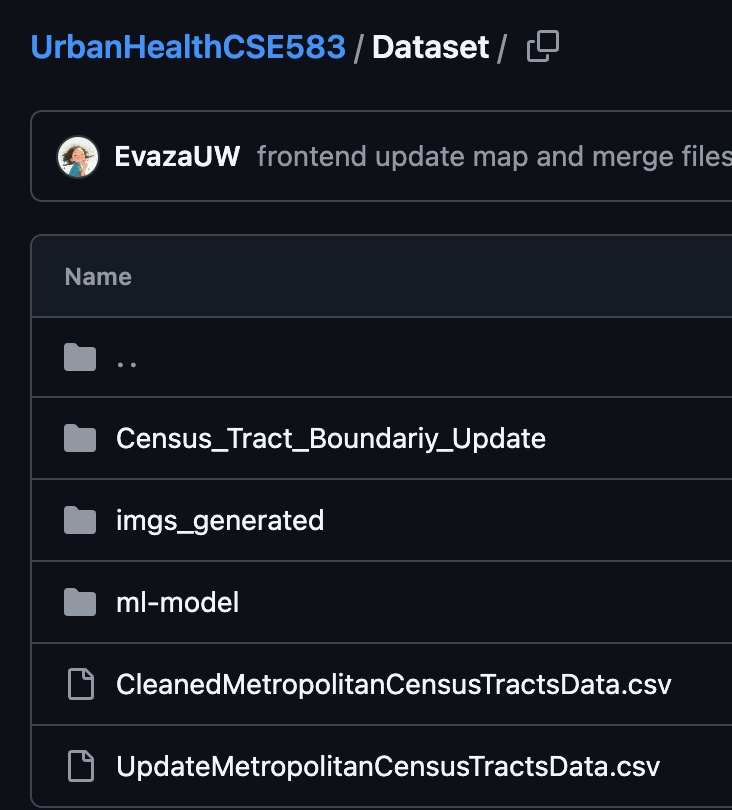 UrbanHealthCSE583 / Dataset /
EvazaUW frontend update map and merge files
Name
..
Census_Tract_Boundariy_Update
imgs_generated
ml-model
CleanedMetropolitanCensusTractsData.csv
UpdateMetropolitanCensusTractsData.csv